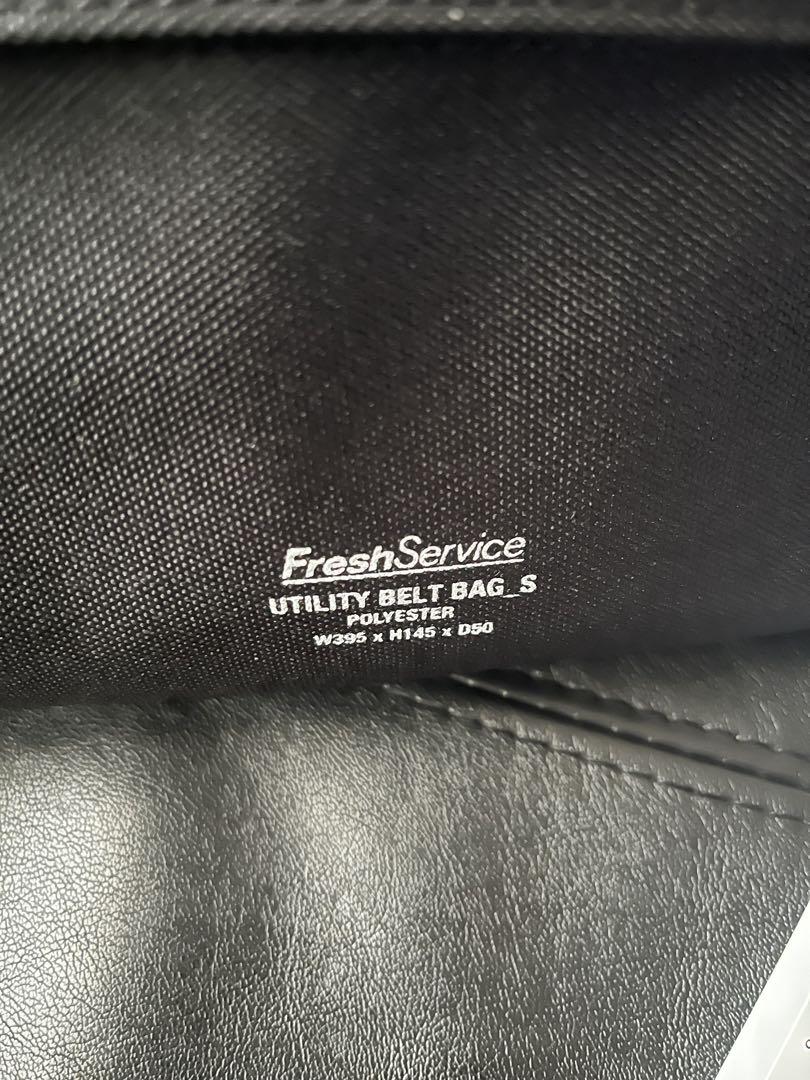 FreshService
UTILITY BELT BAG_S
POLYESTER
W395 x H145 x D50